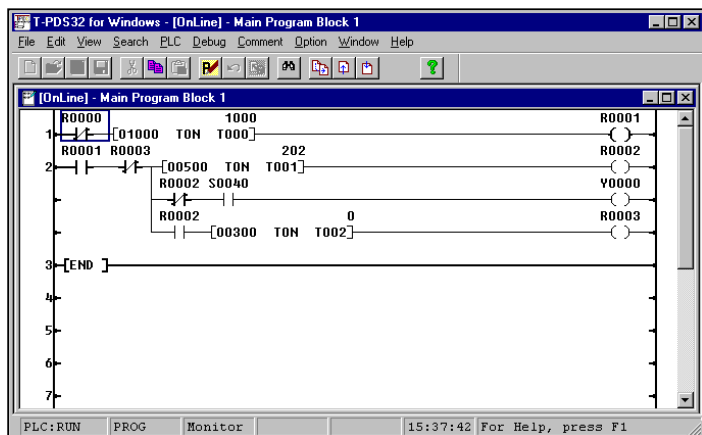 T-PDS32 for Windows - [OnLine] - Main Program Block 1
File Edit View Search PLC Debug Comment Option Window Help
[OnLine] - Main Program Block 1
R0000 1000 R0001
1 [01000 TON T000]
R0001 R0003 202 R0002
2 [00500 TON T001]
R0002 S0040 Y0000
R0002 0 R0003
[00300 TON T002]
3 [END ]
4
5
6
7
PLC:RUN PROG Monitor 15:37:42 For Help, press F1